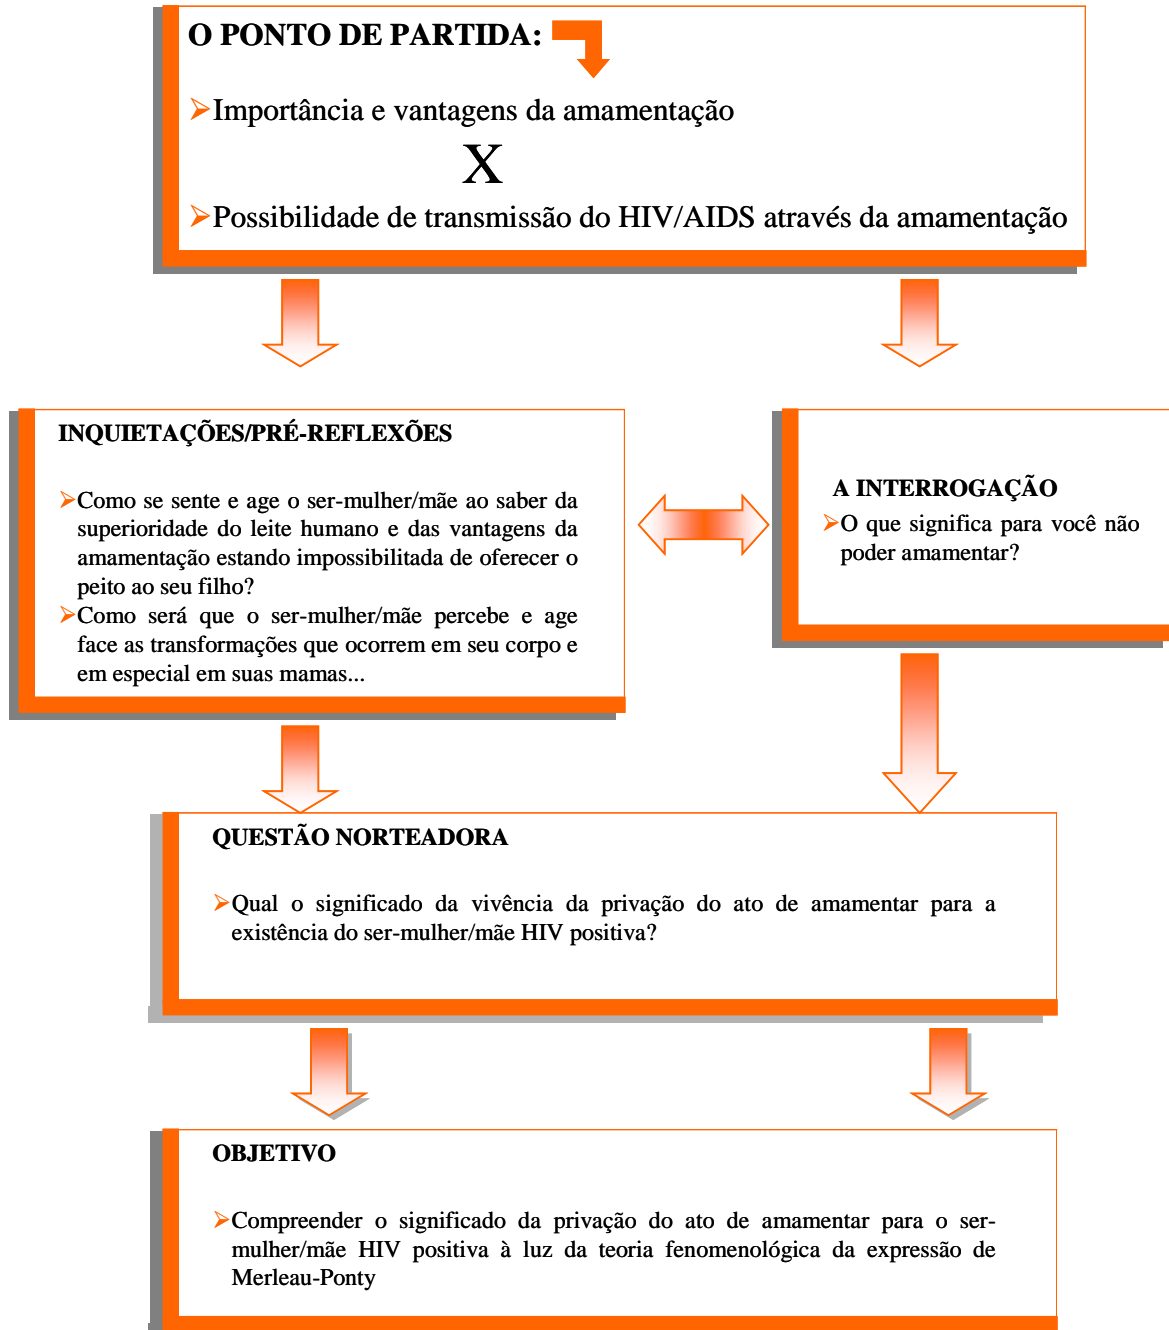 O PONTO DE PARTIDA:
➢Importância e vantagens da amamentação
X
➢Possibilidade de transmissão do HIV/AIDS através da amamentação
INQUIETAÇÕES/PRÉ-REFLEXÕES
➢Como se sente e age o ser-mulher/mãe ao saber da
superioridade do leite humano e das vantagens da
amamentação estando impossibilitada de oferecer o
peito ao seu filho?
➢Como será que o ser-mulher/mãe percebe e age
face as transformações que ocorrem em seu corpo e
em especial em suas mamas...
A INTERROGAÇÃO
➢O que significa para você não
poder amamentar?
QUESTÃO NORTEADORA
➢Qual o significado da vivência da privação do ato de amamentar para a
existência do ser-mulher/mãe HIV positiva?
OBJETIVO
➢Compreender o significado da privação do ato de amamentar para o ser-
mulher/mãe HIV positiva à luz da teoria fenomenológica da expressão de
Merleau-Ponty